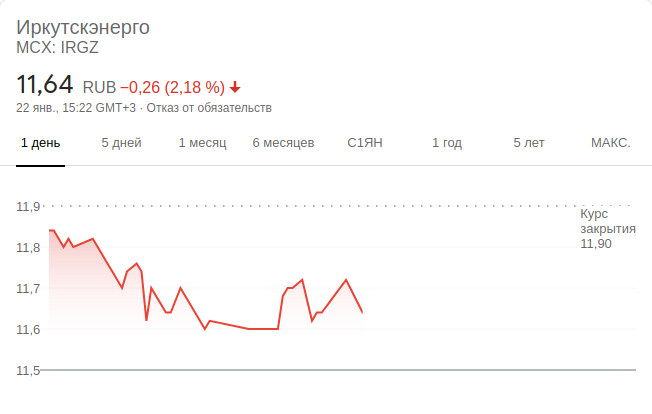 Иркутскэнерго
MCX: IRGZ
11,64 RUB −0,26 (2,18 %)
22 янв., 15:22 GMT+3 · Отказ от обязательств
1 день 5 дней 1 месяц 6 месяцев С1ЯН 1 год 5 лет МАКС.
11,9
Курс
закрытия
11,90
11,8
11,7
11,6
11,5